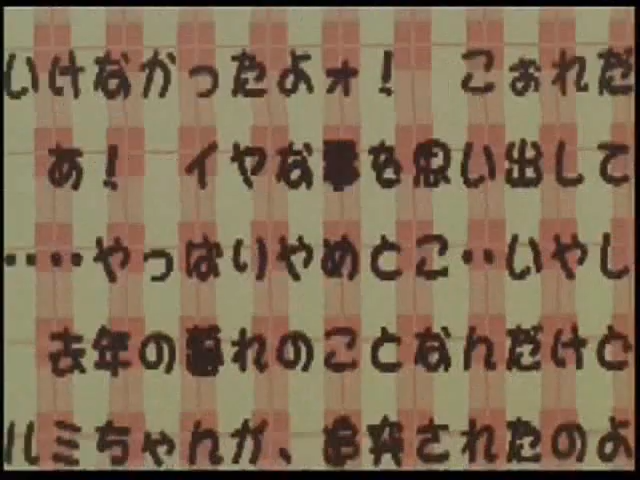 いけなかったよォ！　こぉれだ
あ！　イヤな事を思い出して
‥‥やっぱりやめとこ‥いやし
去年の暮れのことなんだけど
ルミちゃんが、追突されたのよ